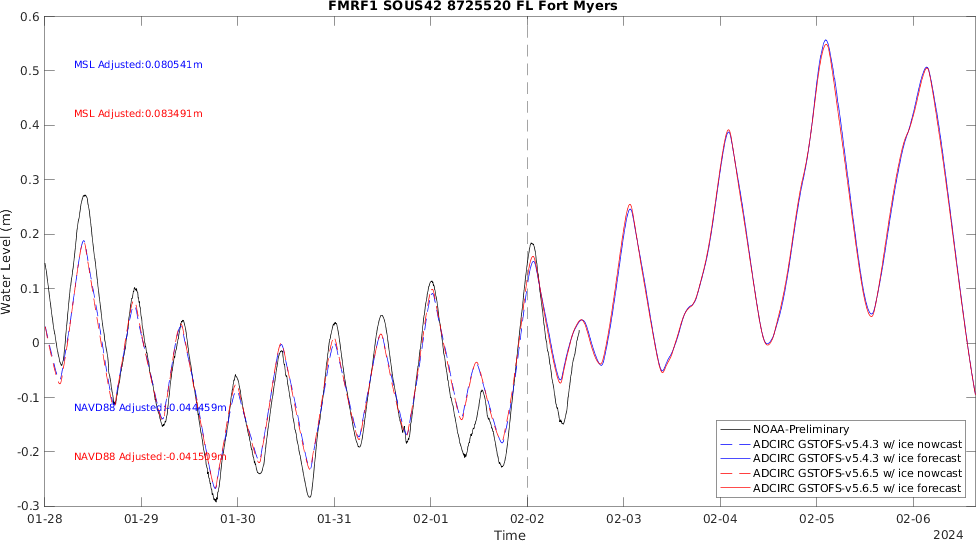 FMRF1 SOUS42 8725520 FL Fort Myers
0.6
0.5
0.4
0.3
0.2
0.1
0
-0.1
-0.2
-0.3
Water Level (m)
MSL Adjusted:0.080541m
MSL Adjusted:0.083491m
NAVD88 Adjusted:-0.044459m
NAVD88 Adjusted:-0.041509m
NOAA-Preliminary
ADCIRC GSTOFS-v5.4.3 w/ ice nowcast
ADCIRC GSTOFS-v5.4.3 w/ ice forecast
ADCIRC GSTOFS-v5.6.5 w/ ice nowcast
ADCIRC GSTOFS-v5.6.5 w/ ice forecast
01-28 01-29 01-30 01-31 02-01 02-02 02-03 02-04 02-05 02-06
Time
2024